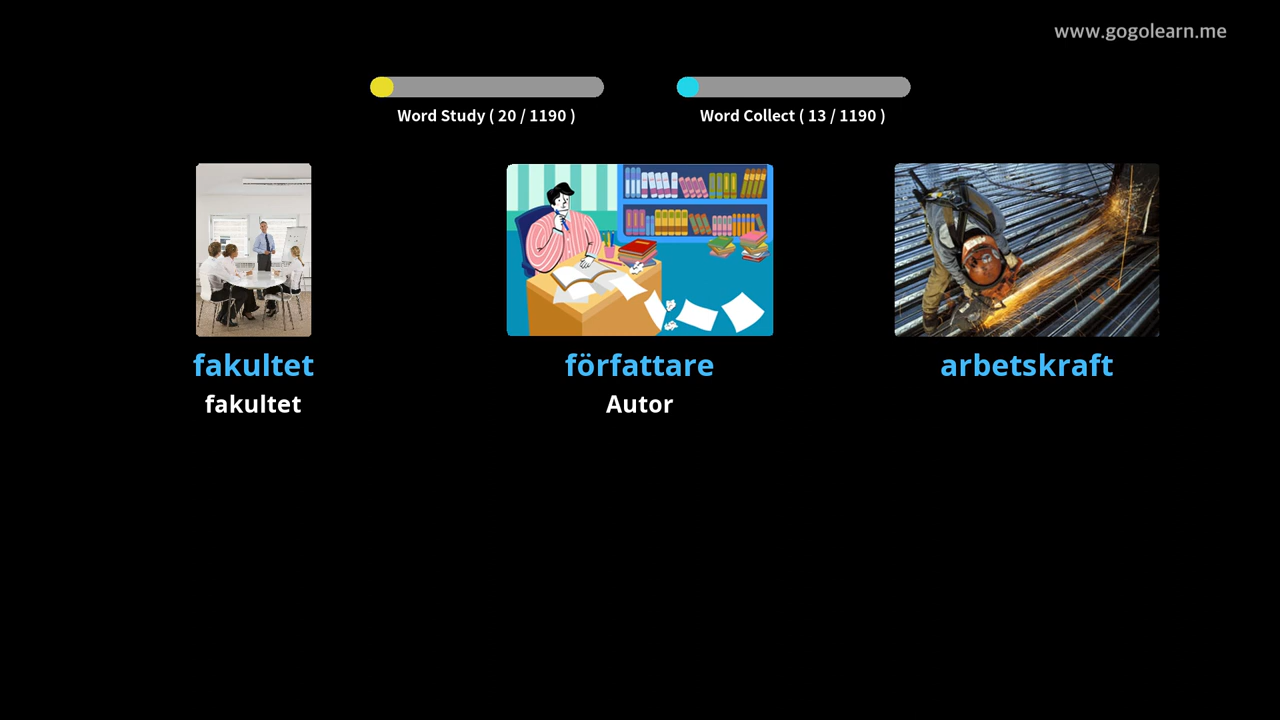 www.gogolearn.me
Word Study ( 20 / 1190 )
Word Collect ( 13 / 1190 )
fakultet
författare
arbetskraft
fakultet
Autor